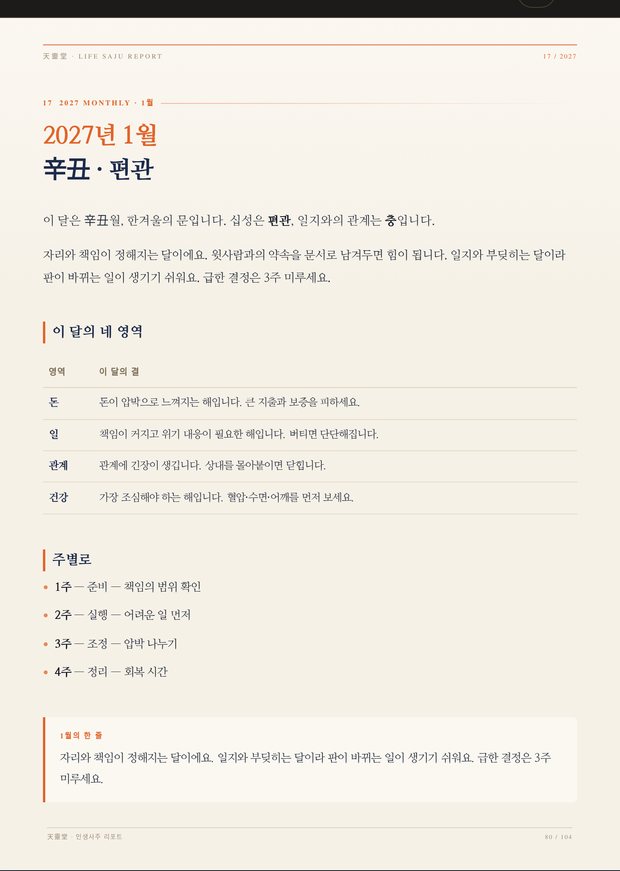 天靈堂 · LIFE SAJU REPORT
17 / 2027
17 2027 MONTHLY · 1월
2027년 1월
辛丑 · 편관
이 달은 辛丑월, 한겨울의 문입니다. 십성은 편관, 일지와의 관계는 충입니다.
자리와 책임이 정해지는 달이에요. 윗사람과의 약속을 문서로 남겨두면 힘이 됩니다. 일지와 부딪히는 달이라
판이 바뀌는 일이 생기기 쉬워요. 급한 결정은 3주 미루세요.
이 달의 네 영역
영역 이 달의 결
돈 돈이 압박으로 느껴지는 해입니다. 큰 지출과 보증을 피하세요.
일 책임이 커지고 위기 대응이 필요한 해입니다. 버티면 단단해집니다.
관계 관계에 긴장이 생깁니다. 상대를 몰아붙이면 닫힙니다.
건강 가장 조심해야 하는 해입니다. 혈압·수면·어깨를 먼저 보세요.
주별로
• 1주 — 준비 — 책임의 범위 확인
• 2주 — 실행 — 어려운 일 먼저
• 3주 — 조정 — 압박 나누기
• 4주 — 정리 — 회복 시간
1월의 한 줄
자리와 책임이 정해지는 달이에요. 일지와 부딪히는 달이라 판이 바뀌는 일이 생기기 쉬워요. 급한 결정은 3주
미루세요.
天靈堂 · 인생사주 리포트
80 / 104